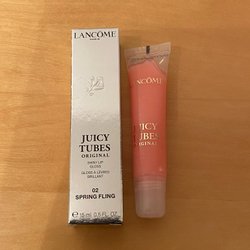 LANCÔME
PARIS
JUICY
TUBES
ORIGINAL
SHINY LIP
GLOSS
GLOSS À LÈVRES
BRILLANT
02
SPRING FLING
15 ml 0.5 FL.OZ.
LANCÔME
JUICY
TUBES
ORIGINAL